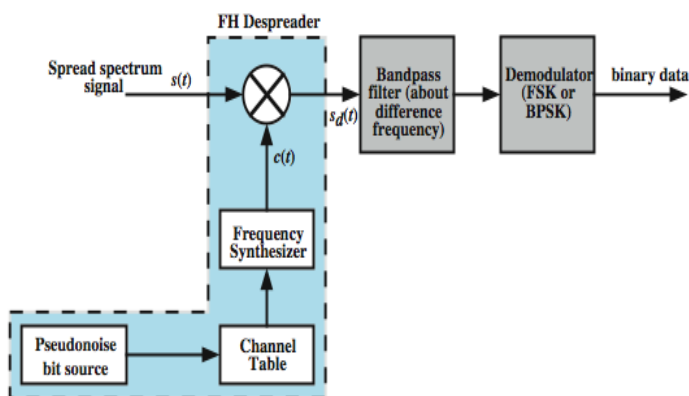 FH Despreader
Spread spectrum
signal
s(t)
s_d(t)
Bandpass
filter (about
difference
frequency)
Demodulator
(FSK or
BPSK)
binary data
c(t)
Frequency
Synthesizer
Pseudonoise
bit source
Channel
Table